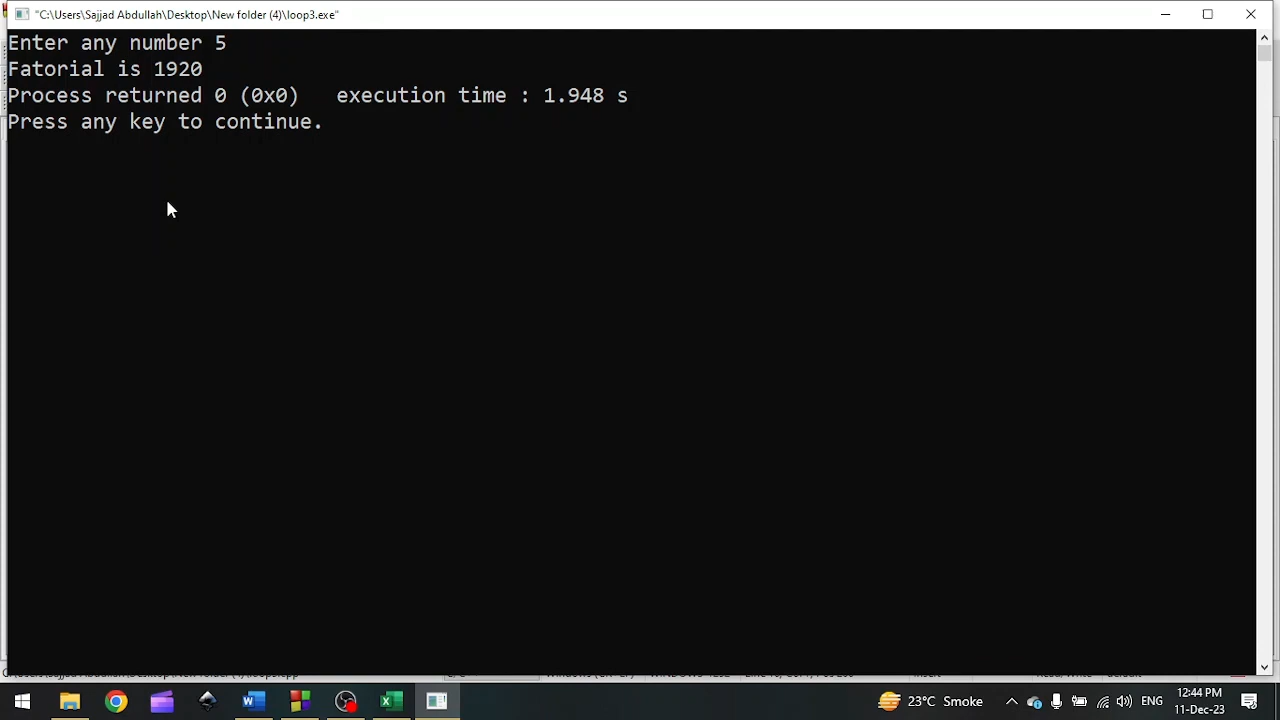 "C:\Users\Sajjad Abdullah\Desktop\New folder (4)\loop3.exe"
Enter any number 5
Fatorial is 1920
Process returned 0 (0x0)   execution time : 1.948 s
Press any key to continue.
23°C Smoke
ENG
12:44 PM
11-Dec-23